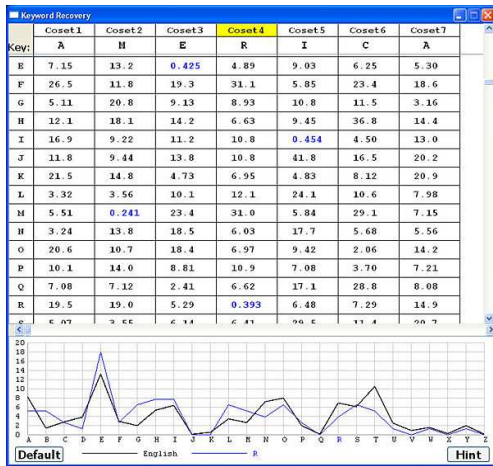 Keyword Recovery
Coset1 Coset2 Coset3 Coset4 Coset5 Coset6 Coset7
Key: A M E R I C A
E 7.15 13.2 0.425 4.89 9.03 6.25 5.30
F 26.5 11.8 19.3 31.1 5.85 23.4 18.6
G 5.11 20.8 9.13 8.93 10.8 11.5 3.16
H 12.1 18.1 14.2 6.63 9.45 36.8 14.4
I 16.9 9.22 11.2 10.8 0.454 4.50 13.0
J 11.8 9.44 13.8 10.8 41.8 16.5 20.2
K 21.5 14.8 4.73 6.95 4.83 8.12 20.9
L 3.32 3.56 10.1 12.1 24.1 10.6 7.98
M 5.51 0.241 23.4 31.0 5.84 29.1 7.15
N 3.24 13.8 18.5 6.03 17.7 5.68 5.56
O 20.6 10.7 18.4 6.97 9.42 2.06 14.2
P 10.1 14.0 8.81 10.9 7.08 3.70 7.21
Q 7.08 7.12 2.41 6.62 17.1 28.8 8.08
R 19.5 19.0 5.29 0.393 6.48 7.29 14.9
20
18
16
14
12
10
8
6
4
2
0
A B C D E F G H I J K L M N O P Q R S T U V W X Y Z
Default English R Hint